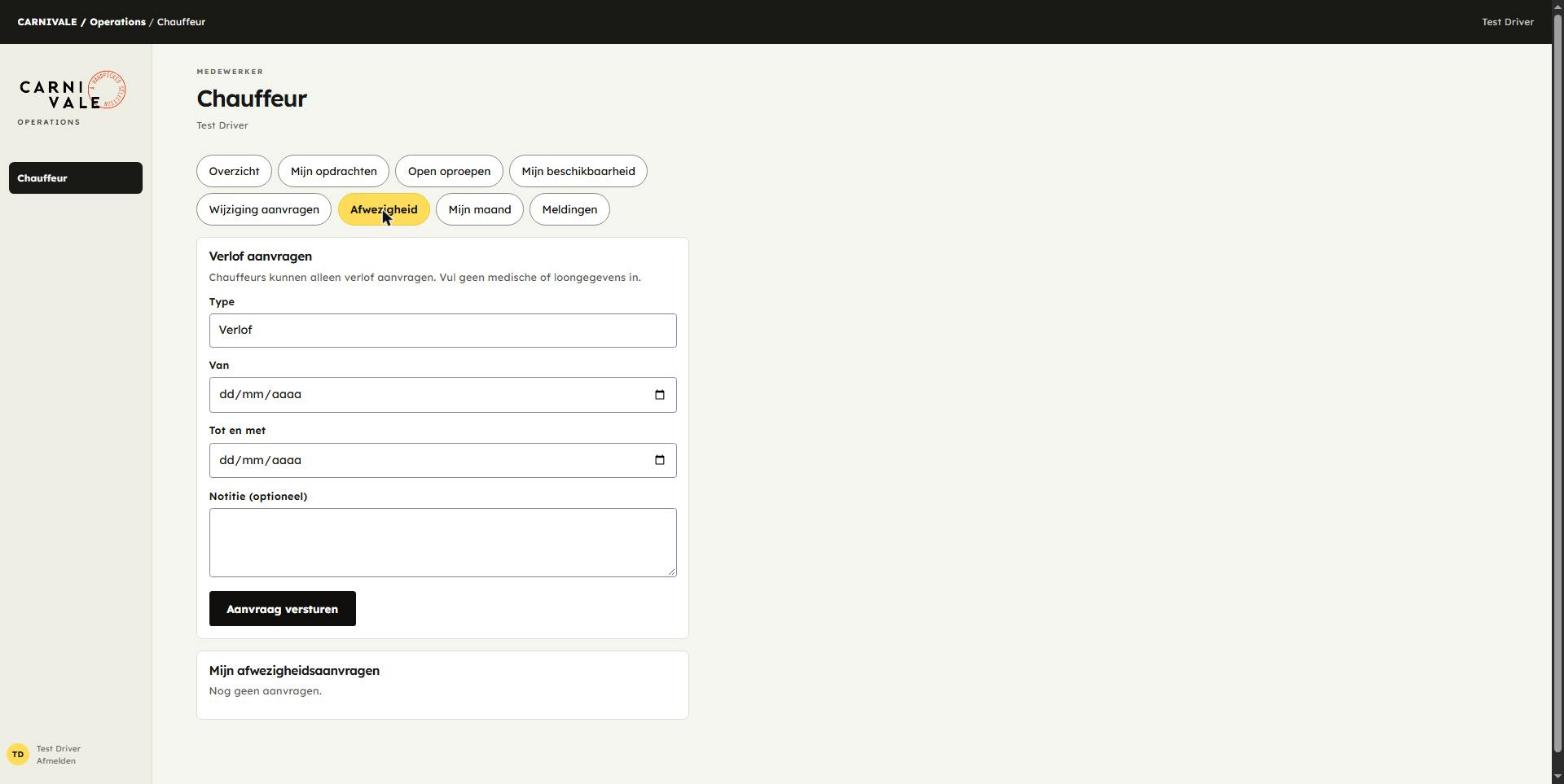 CARNIVALE / Operations / Chauffeur
Test Driver
CARNI
VALE
A HANDPICKED SELECTION
OPERATIONS
Chauffeur
MEDEWERKER
Chauffeur
Test Driver
Overzicht
Mijn opdrachten
Open oproepen
Mijn beschikbaarheid
Wijziging aanvragen
Afwezigheid
Mijn maand
Meldingen
Verlof aanvragen
Chauffeurs kunnen alleen verlof aanvragen. Vul geen medische of loongegevens in.
Type
Verlof
Van
dd/mm/aaaa
Tot en met
dd/mm/aaaa
Notitie (optioneel)
Aanvraag versturen
Mijn afwezigheidsaanvragen
Nog geen aanvragen.
TD
Test Driver
Afmelden